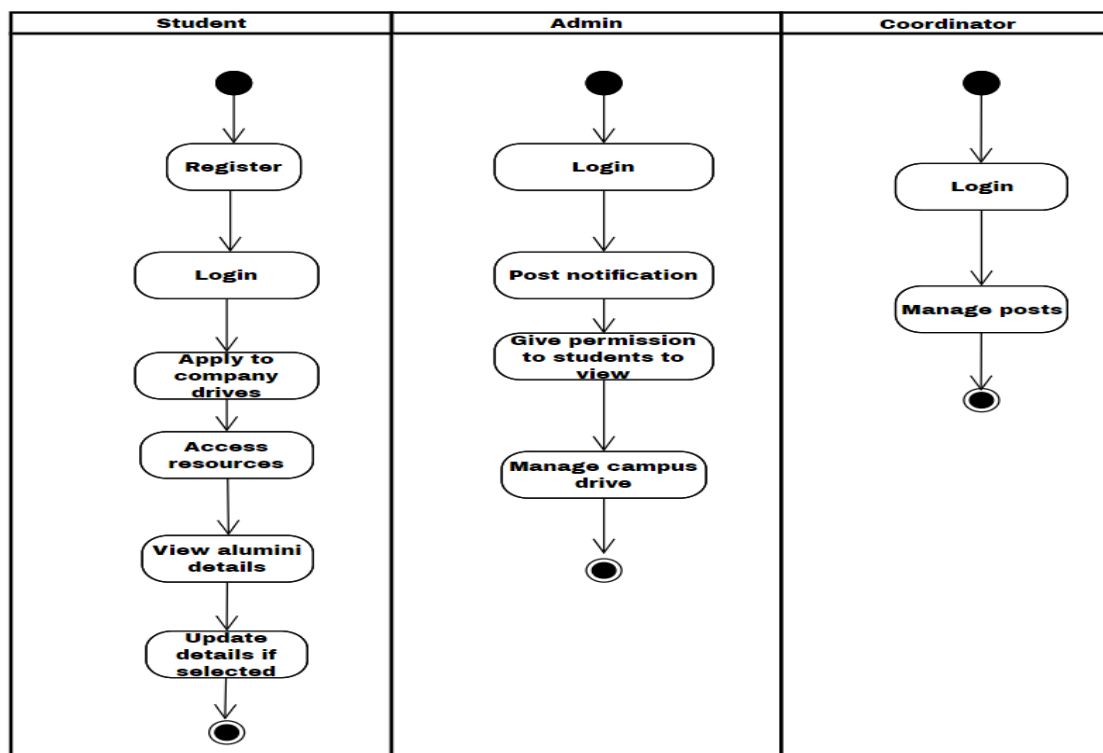 Student
Admin
Coordinator
Register
Login
Apply to
company
drives
Access
resources
View alumini
details
Update
details if
selected
Login
Post notification
Give permission
to students to
view
Manage campus
drive
Login
Manage posts